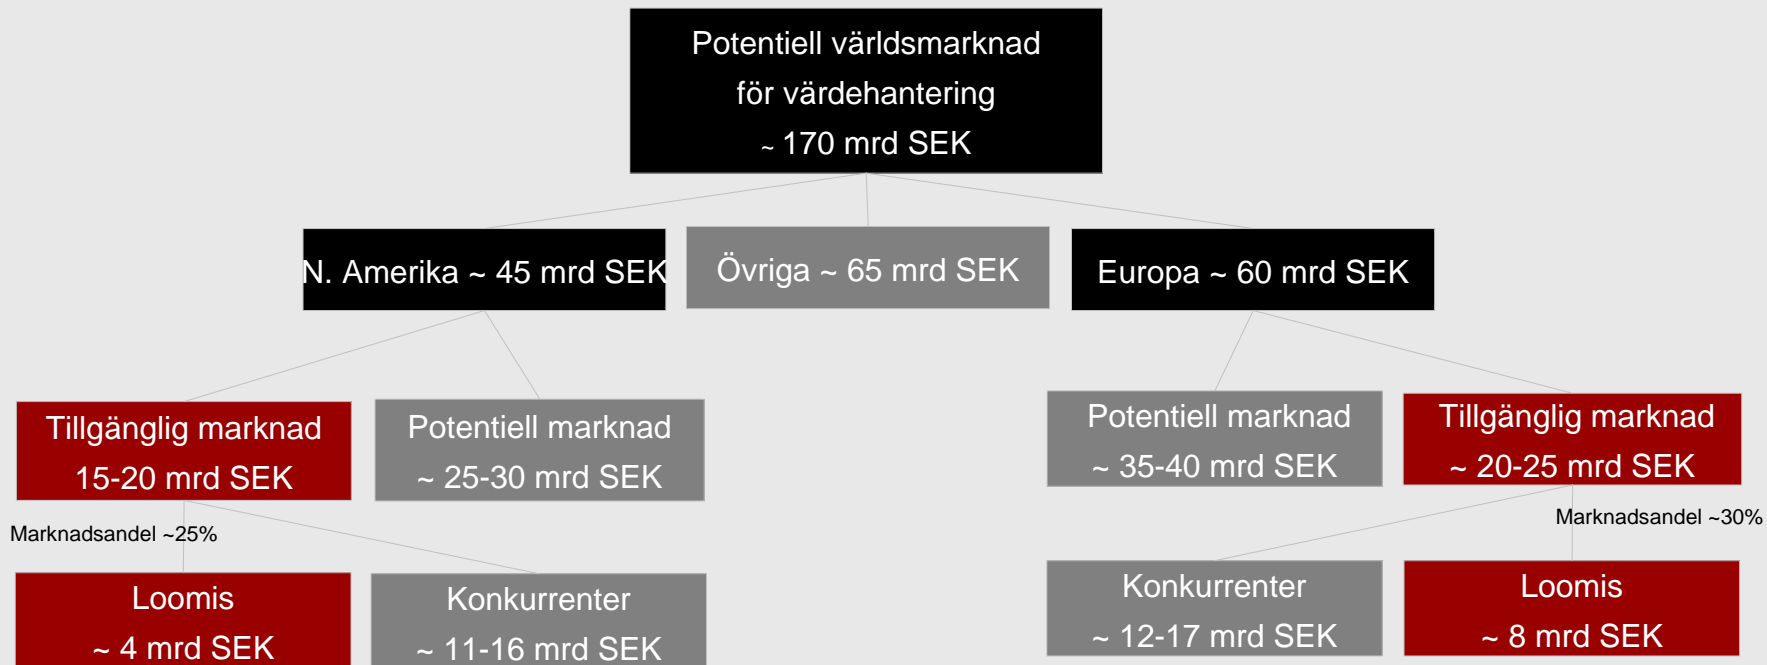 Potentiell världsmarknad
för värdehantering
~ 170 mrd SEK
N. Amerika ~ 45 mrd SEK
Övriga ~ 65 mrd SEK
Europa ~ 60 mrd SEK
Tillgänglig marknad
15-20 mrd SEK
Potentiell marknad
~ 25-30 mrd SEK
Potentiell marknad
~ 35-40 mrd SEK
Tillgänglig marknad
~ 20-25 mrd SEK
Marknadsandel ~25%
Marknadsandel ~30%
Loomis
~ 4 mrd SEK
Konkurrenter
~ 11-16 mrd SEK
Konkurrenter
~ 12-17 mrd SEK
Loomis
~ 8 mrd SEK